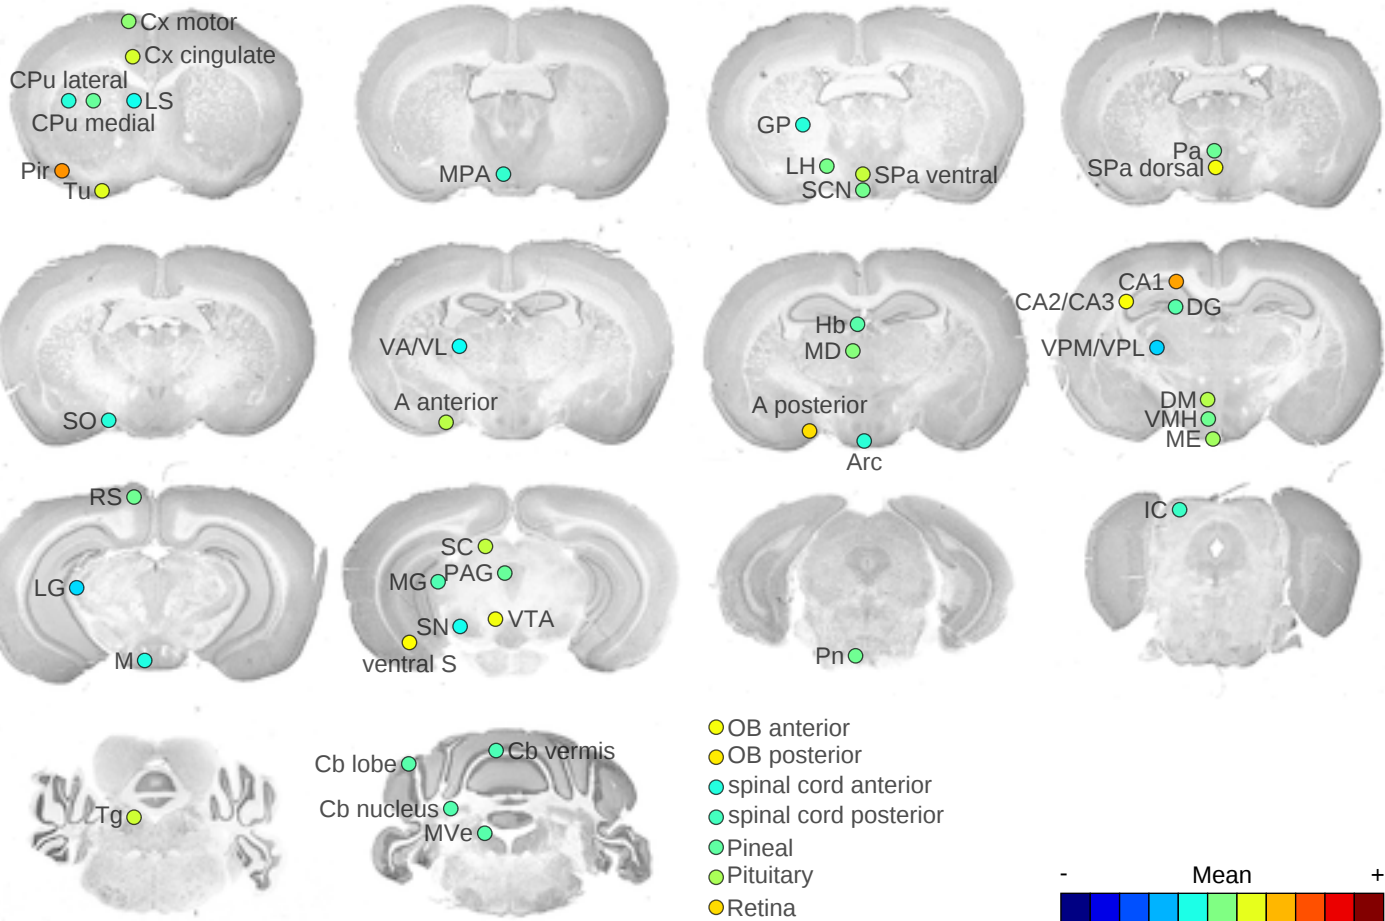 Cx motor
Cx cingulate
CPu lateral
LS
CPu medial
Pir
Tu
MPA
GP
LH
SPa ventral
SCN
Pa
SPa dorsal
SO
VA/VL
A anterior
Hb
MD
A posterior
Arc
CA1
CA2/CA3
DG
VPM/VPL
DM
VMH
ME
RS
LG
M
SC
PAG
MG
VTA
SN
ventral S
Pn
IC
Tg
Cb vermis
Cb lobe
Cb nucleus
MVe
OB anterior
OB posterior
spinal cord anterior
spinal cord posterior
Pineal
Pituitary
Retina
- Mean +